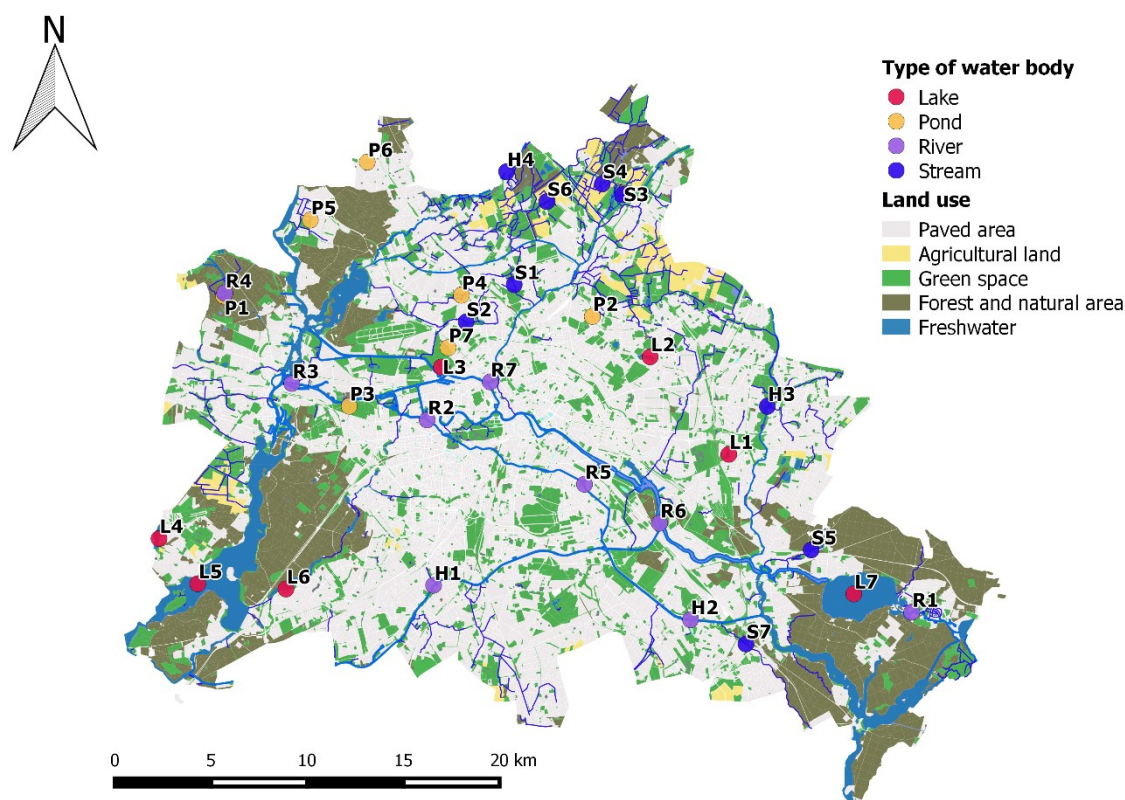 N
Type of water body
Lake
Pond
River
Stream
Land use
Paved area
Agricultural land
Green space
Forest and natural area
Freshwater
P6
H4
S4
S6
S3
P5
R4
P1
S1
P4
S2
P2
P7
L3
L2
R3
R7
P3
R2
H3
L1
R5
R6
L4
S5
L5
L6
H1
L7
R1
H2
S7
0 5 10 15 20 km